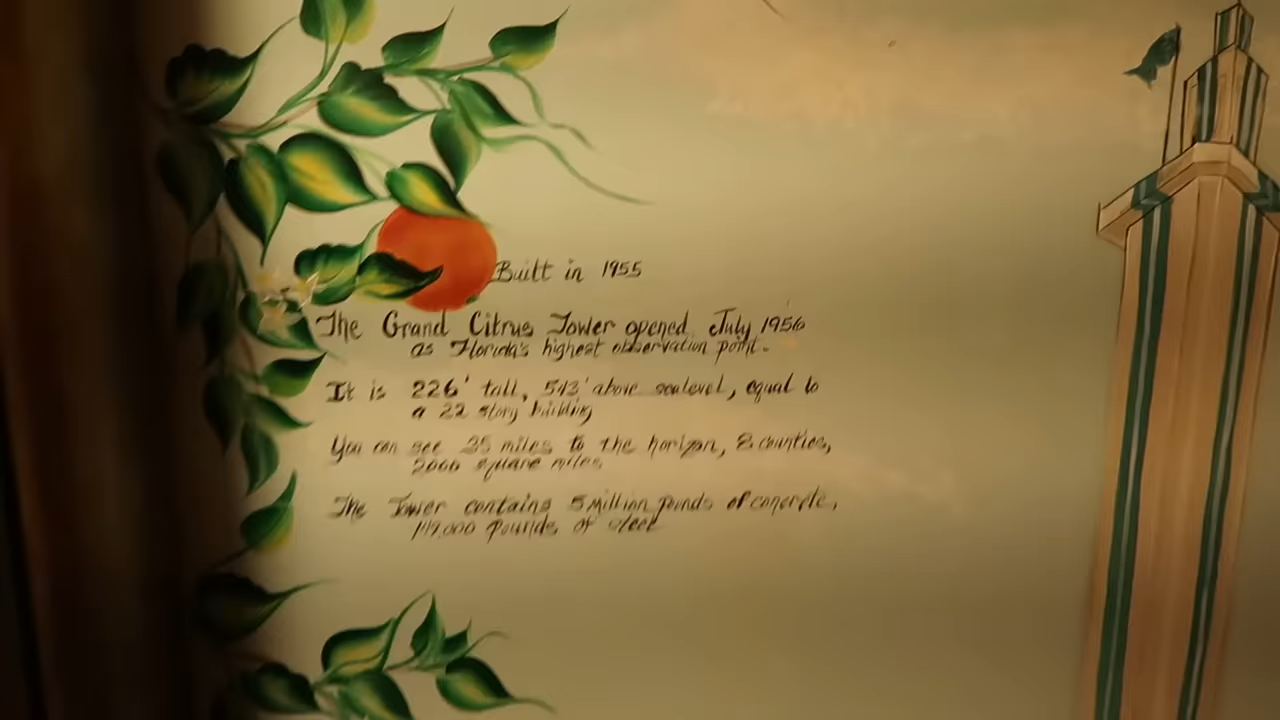 Built in 1955
The Grand Citrus Tower opened July 1956
as Florida's highest observation point.
It is 226' tall, 543' above sealevel, equal to
a 22 story building
You can see 35 miles to the horizon, 8 counties,
2000 square miles
The Tower contains 5 Million pounds of concrete,
149,000 pounds of steel